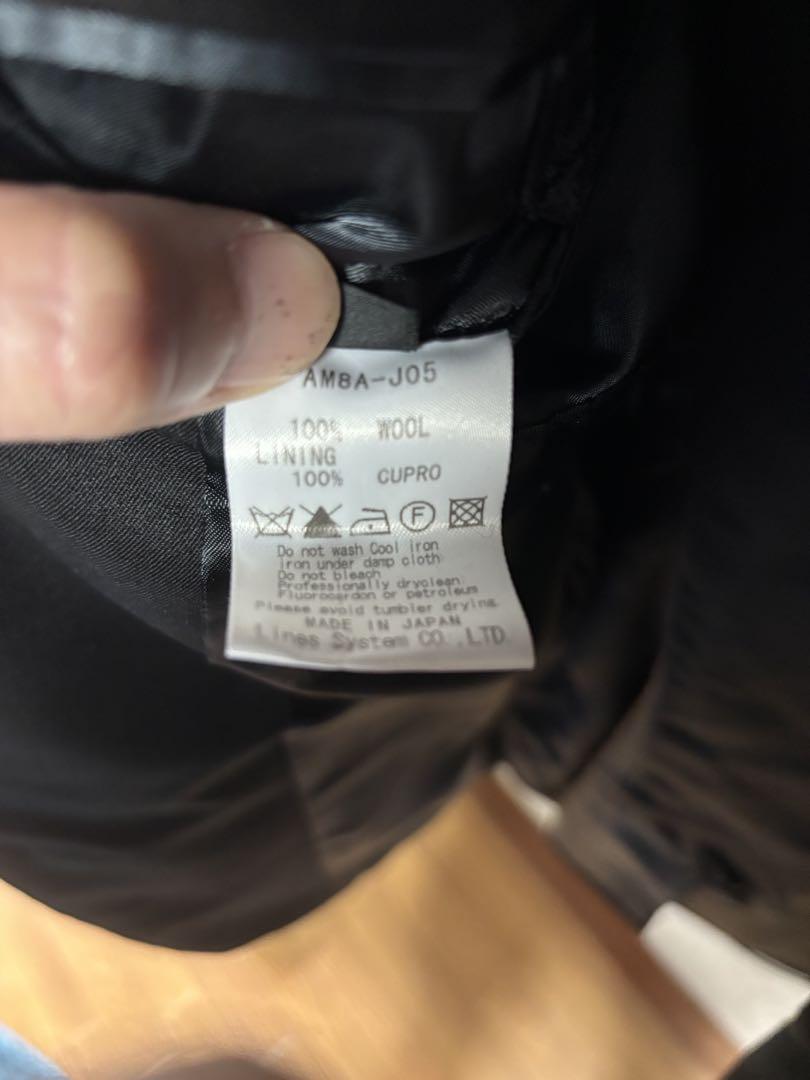 AM8A-J05
100% WOOL
LINING
100% CUPRO
F
Do not wash Cool iron
iron under damp cloth
Do not bleach
Professionally dryclean
Fluorocardon or petroleum
Please avoid tumbler drying
MADE IN JAPAN
Lines System CO.,LTD